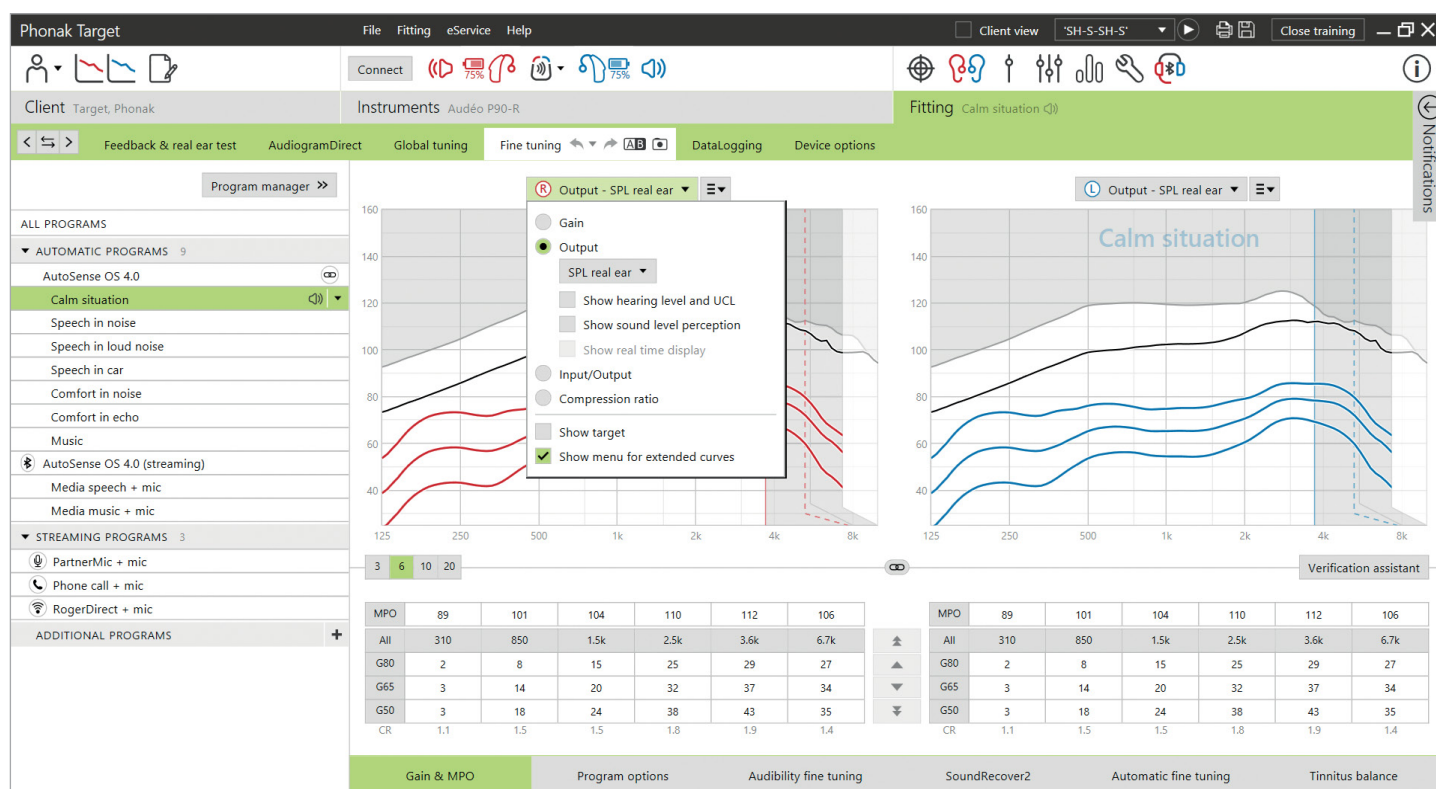 Phonak Target File Fitting eService Help Client view 'SH-S-SH-S' Close training
Connect 75% 75%
Client Target, Phonak Instruments Audéo P90-R Fitting Calm situation
Notifications
Feedback & real ear test AudiogramDirect Global tuning Fine tuning AB DataLogging Device options
Program manager
ALL PROGRAMS
AUTOMATIC PROGRAMS 9
AutoSense OS 4.0
Calm situation
Speech in noise
Speech in loud noise
Speech in car
Comfort in noise
Comfort in echo
Music
AutoSense OS 4.0 (streaming)
Media speech + mic
Media music + mic
STREAMING PROGRAMS 3
PartnerMic + mic
Phone call + mic
RogerDirect + mic
ADDITIONAL PROGRAMS +
R Output - SPL real ear
Gain
Output
SPL real ear
Show hearing level and UCL
Show sound level perception
Show real time display
Input/Output
Compression ratio
Show target
Show menu for extended curves
160
140
120
100
80
60
40
125 250 500 1k 2k 4k 8k
L Output - SPL real ear
Calm situation
160
140
120
100
80
60
40
125 250 500 1k 2k 4k 8k
3 6 10 20
Verification assistant
MPO 89 101 104 110 112 106
All 310 850 1.5k 2.5k 3.6k 6.7k
G80 2 8 15 25 29 27
G65 3 14 20 32 37 34
G50 3 18 24 38 43 35
CR 1.1 1.5 1.5 1.8 1.9 1.4
MPO 89 101 104 110 112 106
All 310 850 1.5k 2.5k 3.6k 6.7k
G80 2 8 15 25 29 27
G65 3 14 20 32 37 34
G50 3 18 24 38 43 35
CR 1.1 1.5 1.5 1.8 1.9 1.4
Gain & MPO Program options Audibility fine tuning SoundRecover2 Automatic fine tuning Tinnitus balance